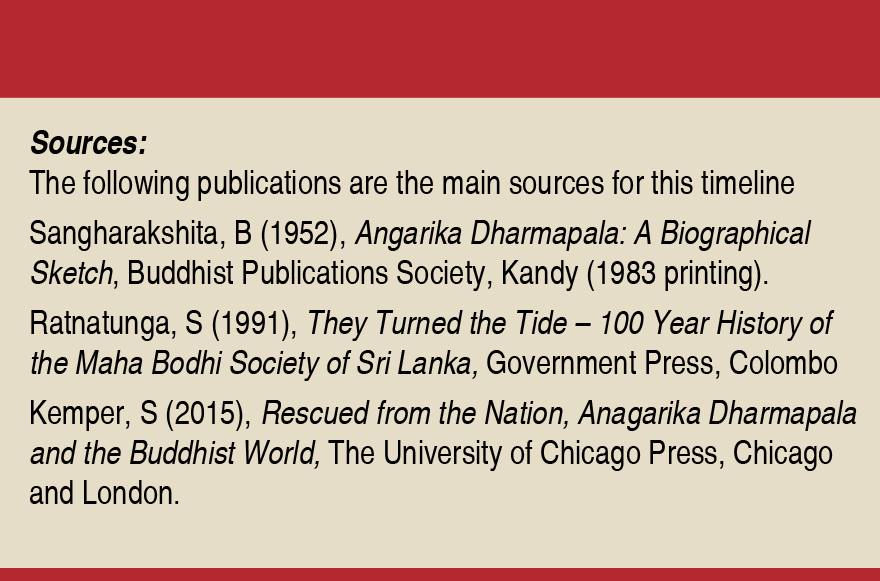 Sources:
The following publications are the main sources for this timeline
Sangharakshita, B (1952), Angarika Dharmapala: A Biographical
Sketch, Buddhist Publications Society, Kandy (1983 printing).
Ratnatunga, S (1991), They Turned the Tide – 100 Year History of
the Maha Bodhi Society of Sri Lanka, Government Press, Colombo
Kemper, S (2015), Rescued from the Nation, Anagarika Dharmapala
and the Buddhist World, The University of Chicago Press, Chicago
and London.